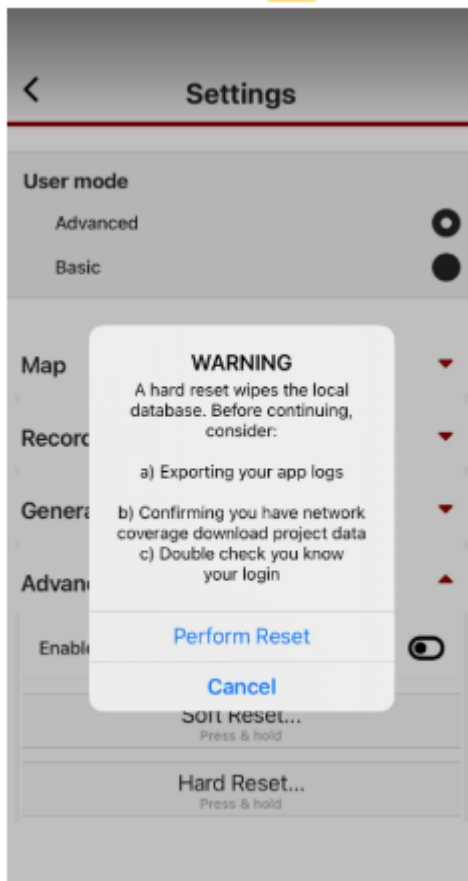 Settings
User mode
Advanced
Basic
Map
WARNING
A hard reset wipes the local
database. Before continuing,
consider:
a) Exporting your app logs
b) Confirming you have network
coverage download project data
c) Double check you know
your login
Perform Reset
Cancel
Record
Genera
Advan
Enable
Soft Reset...
Press & hold
Hard Reset...
Press & hold